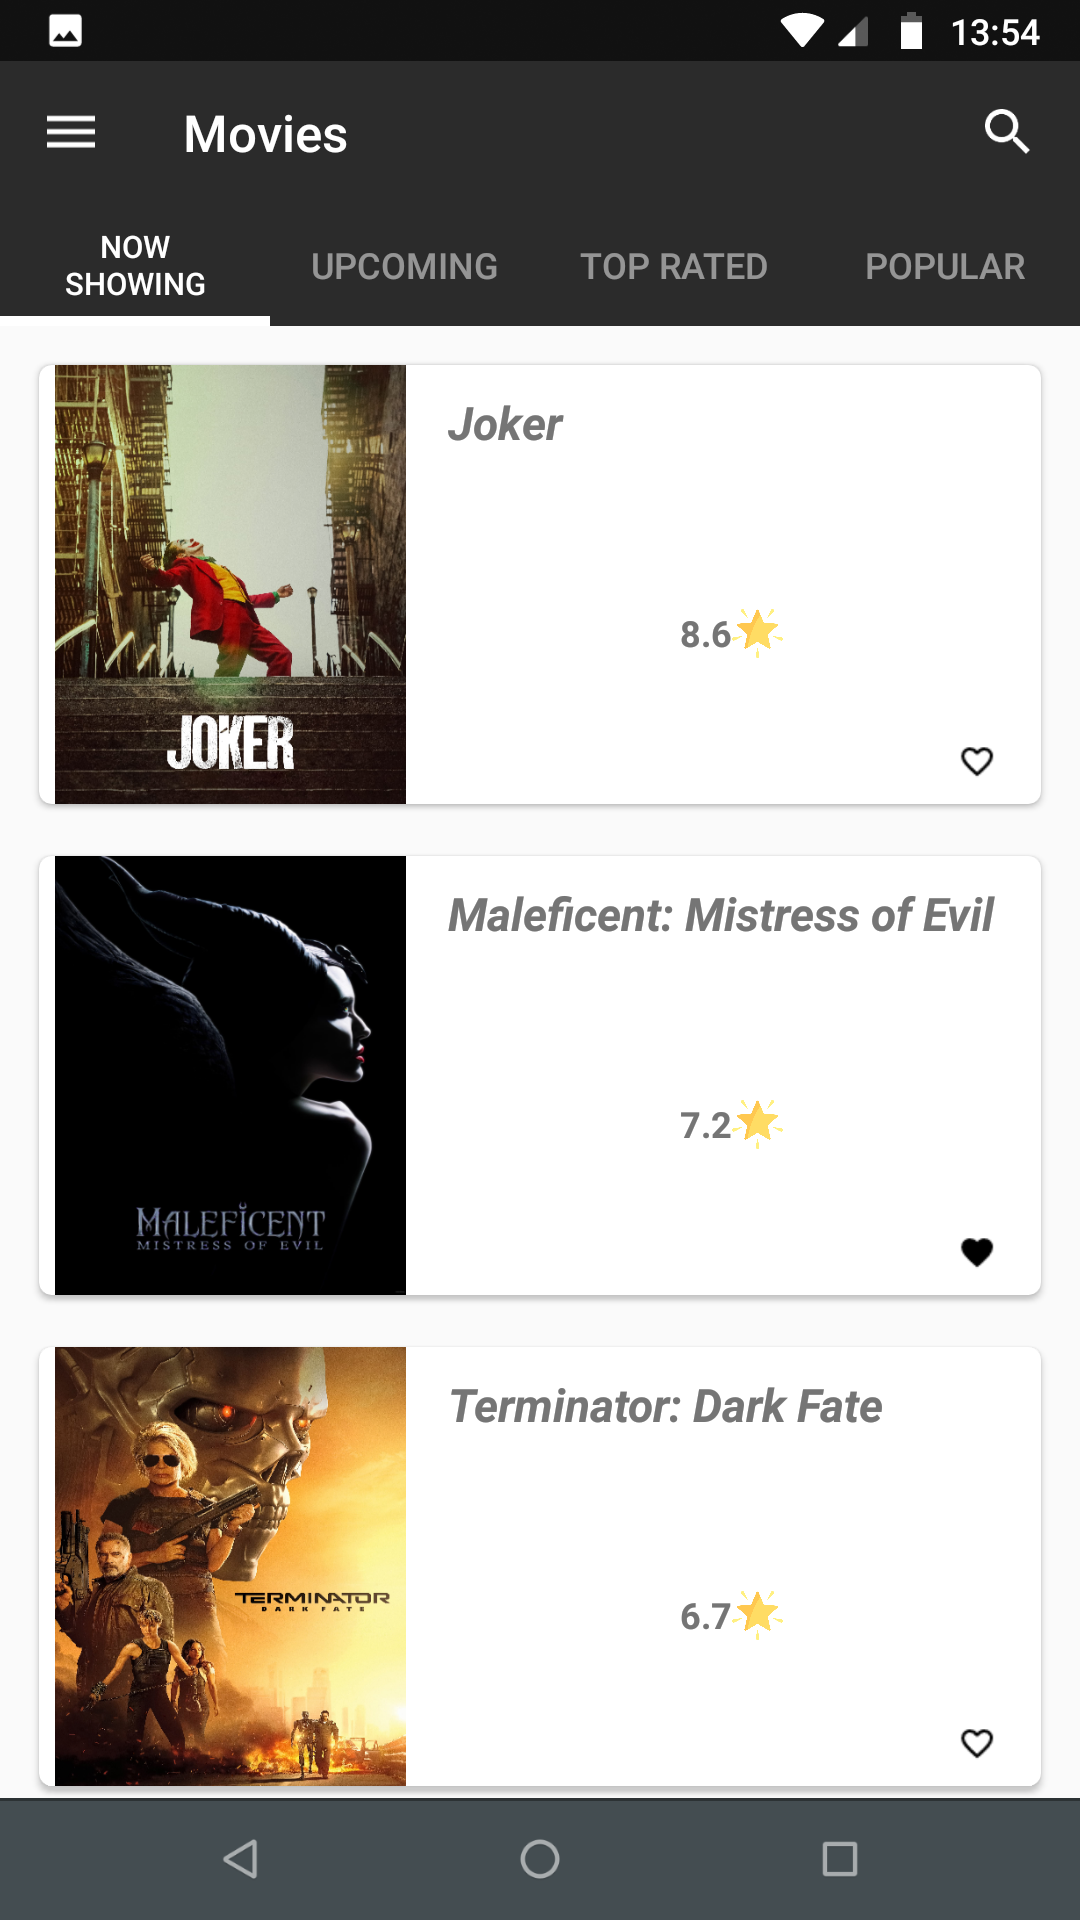 13:54
Movies
NOW
SHOWING
UPCOMING
TOP RATED
POPULAR
Joker
8.6
JOKER
Maleficent: Mistress of Evil
7.2
MALEFICENT
MISTRESS OF EVIL
Terminator: Dark Fate
TERMINATOR
DARK FATE
6.7